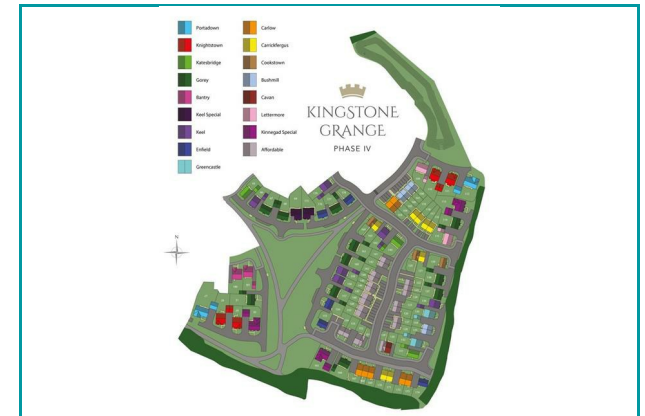 Portadown
Knightstown
Katesbridge
Gorey
Bantry
Keel Special
Keel
Enfield
Greencastle
Carlow
Carrickfergus
Cookstown
Bushmill
Cavan
Lettermore
Kinnegad Special
Affordable
KINGSTONE
GRANGE
PHASE IV
N